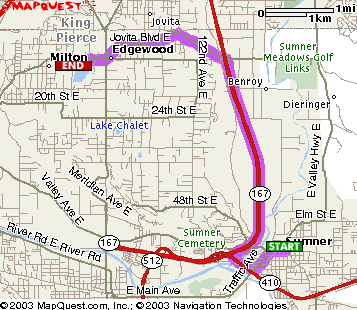 MAPQUEST
0 1mi
1km
King
Pierce
Jovita
Jovita Blvd E
Edgewood
Milton
END
122nd Ave E
Sumner
Meadows Golf
Links
Benroy
20th St E
24th St E
Dieringer
Lake Chalet
E Valley Hwy E
Meridian Ave E
Valley Ave E
48th St E
167
Elm St E
River Rd E River Rd
Sumner
Cemetery
START
Sumner
167
512
Traffic Ave
410
E Main Ave
©2003 MapQuest.com, Inc.; ©2003 Navigation Technologies